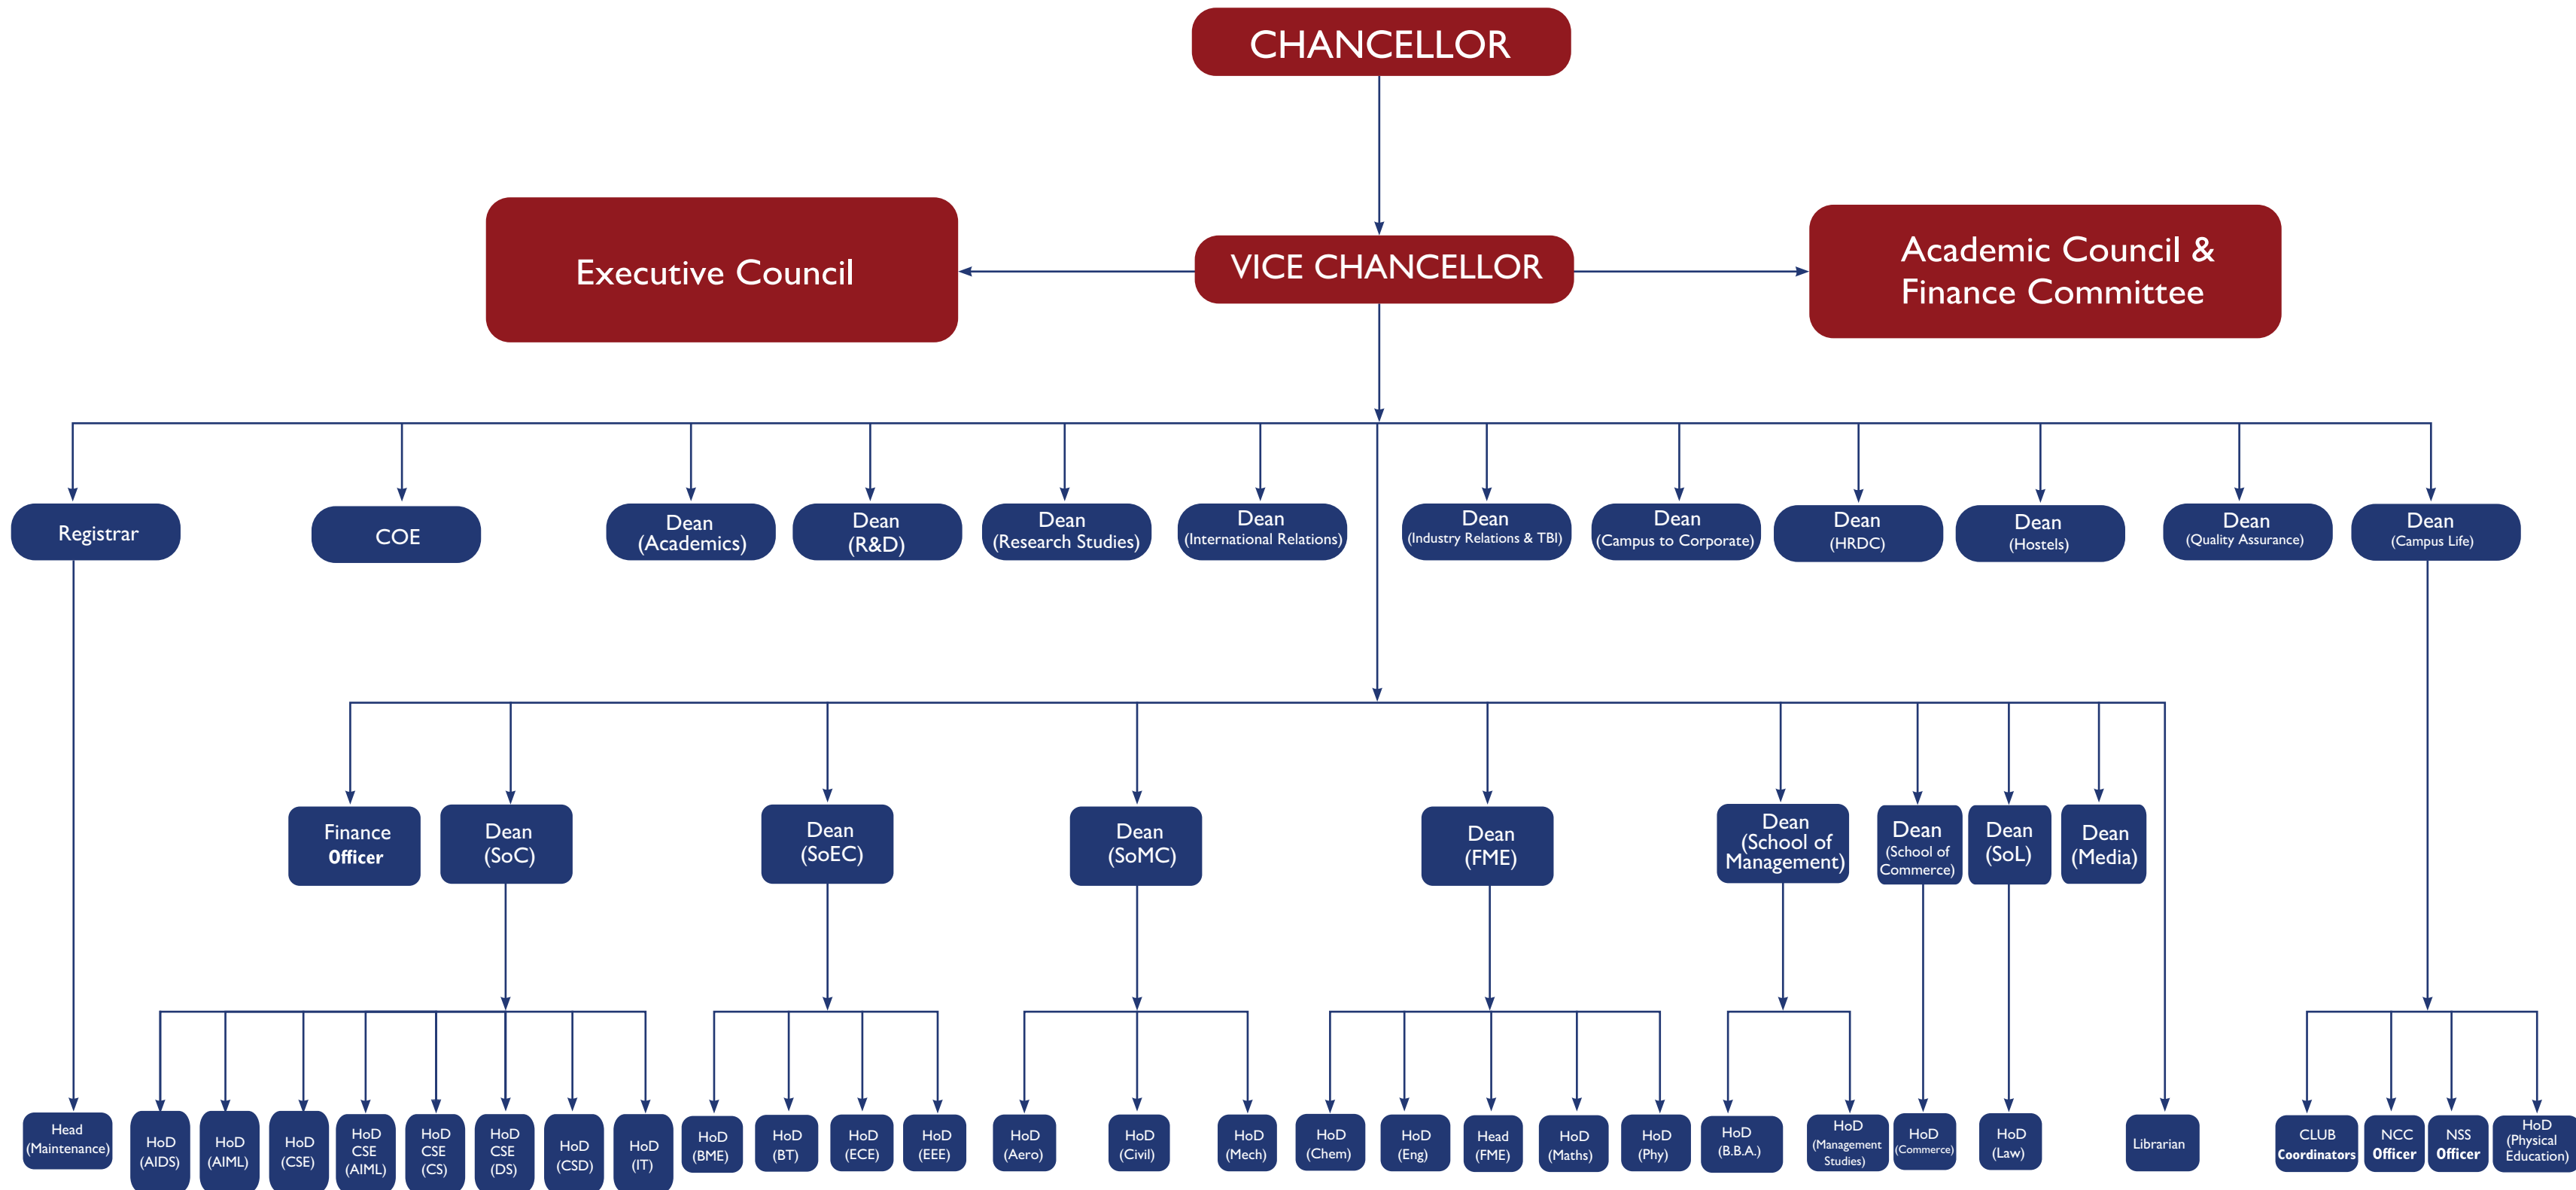 CHANCELLOR
Executive Council
VICE CHANCELLOR
Academic Council &
Finance Committee
Registrar
COE
Dean
(Academics)
Dean
(R&D)
Dean
(Research Studies)
Dean
(International Relations)
Dean
(Industry Relations & TBI)
Dean
(Campus to Corporate)
Dean
(HRDC)
Dean
(Hostels)
Dean
(Quality Assurance)
Dean
(Campus Life)
Finance
Officer
Dean
(SoC)
Dean
(SoEC)
Dean
(SoMC)
Dean
(FME)
Dean
(School of
Management)
Dean
(School of
Commerce)
Dean
(SoL)
Dean
(Media)
Head
(Maintenance)
HoD
(AIDS)
HoD
(AIML)
HoD
(CSE)
HoD
CSE
(AIML)
HoD
CSE
(CS)
HoD
CSE
(DS)
HoD
(CSD)
HoD
(IT)
HoD
(BME)
HoD
(BT)
HoD
(ECE)
HoD
(EEE)
HoD
(Aero)
HoD
(Civil)
HoD
(Mech)
HoD
(Chem)
HoD
(Eng)
Head
(FME)
HoD
(Maths)
HoD
(Phy)
HoD
(B.B.A.)
HoD
(Management
Studies)
HoD
(Commerce)
HoD
(Law)
Librarian
CLUB
Coordinators
NCC
Officer
NSS
Officer
HoD
(Physical
Education)